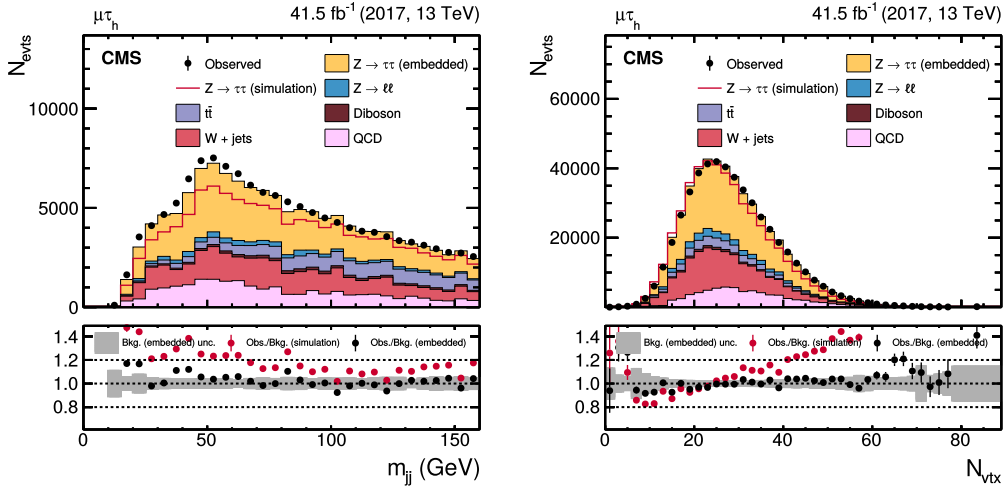 μτh 41.5 fb⁻¹ (2017, 13 TeV)
Nevts
CMS
Observed
Z → ττ (embedded)
Z → ττ (simulation)
Z → ℓℓ
tt̄
Diboson
W + jets
QCD
10000
5000
0
Bkg. (embedded) unc.
Obs./Bkg. (simulation)
Obs./Bkg. (embedded)
1.4
1.2
1.0
0.8
0 50 100 150
mjj (GeV)
μτh 41.5 fb⁻¹ (2017, 13 TeV)
Nevts
CMS
Observed
Z → ττ (embedded)
Z → ττ (simulation)
Z → ℓℓ
tt̄
Diboson
W + jets
QCD
60000
40000
20000
0
Bkg. (embedded) unc.
Obs./Bkg. (simulation)
Obs./Bkg. (embedded)
1.4
1.2
1.0
0.8
0 20 40 60 80
Nvtx